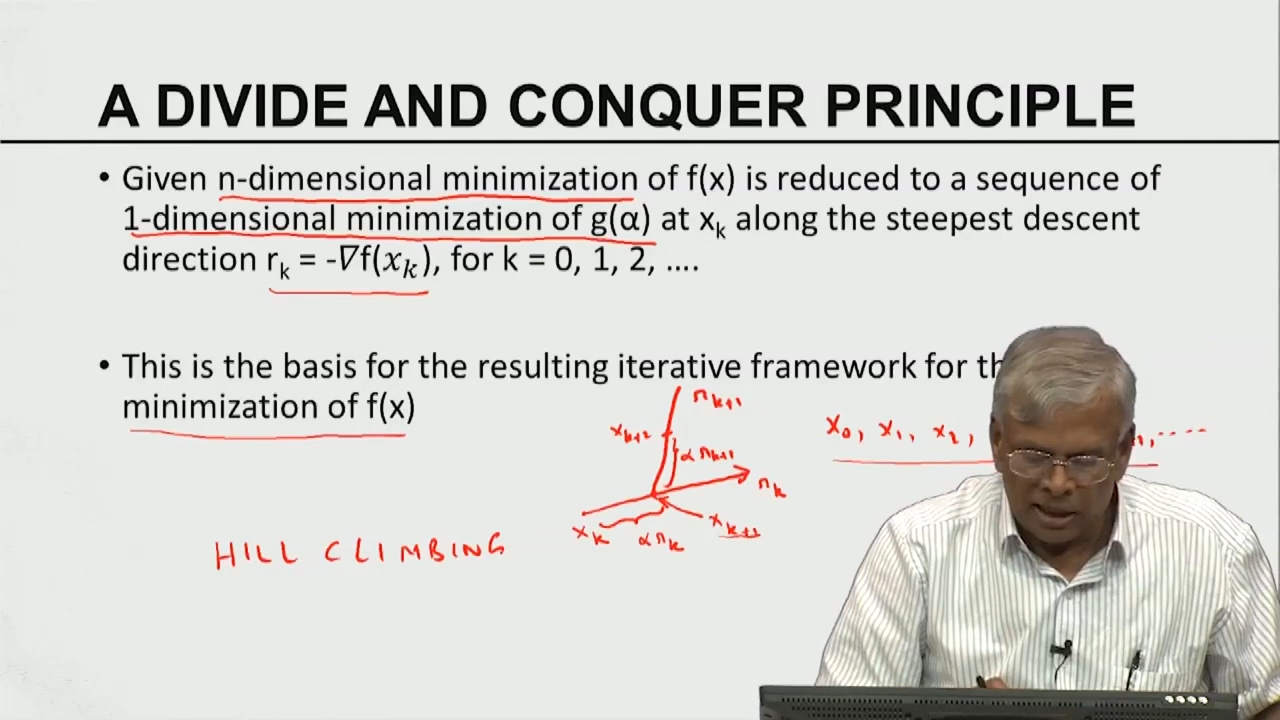 A DIVIDE AND CONQUER PRINCIPLE
• Given n-dimensional minimization of f(x) is reduced to a sequence of
1-dimensional minimization of g(α) at xₖ along the steepest descent
direction rₖ = -∇f(xₖ), for k = 0, 1, 2, ....
• This is the basis for the resulting iterative framework for
minimization of f(x)
rₖ₊₁
xₖ₊₂
αrₖ₊₁
x₀, x₁, x₂,
rₖ
xₖ
αrₖ
xₖ₊₁
HILL CLIMBING